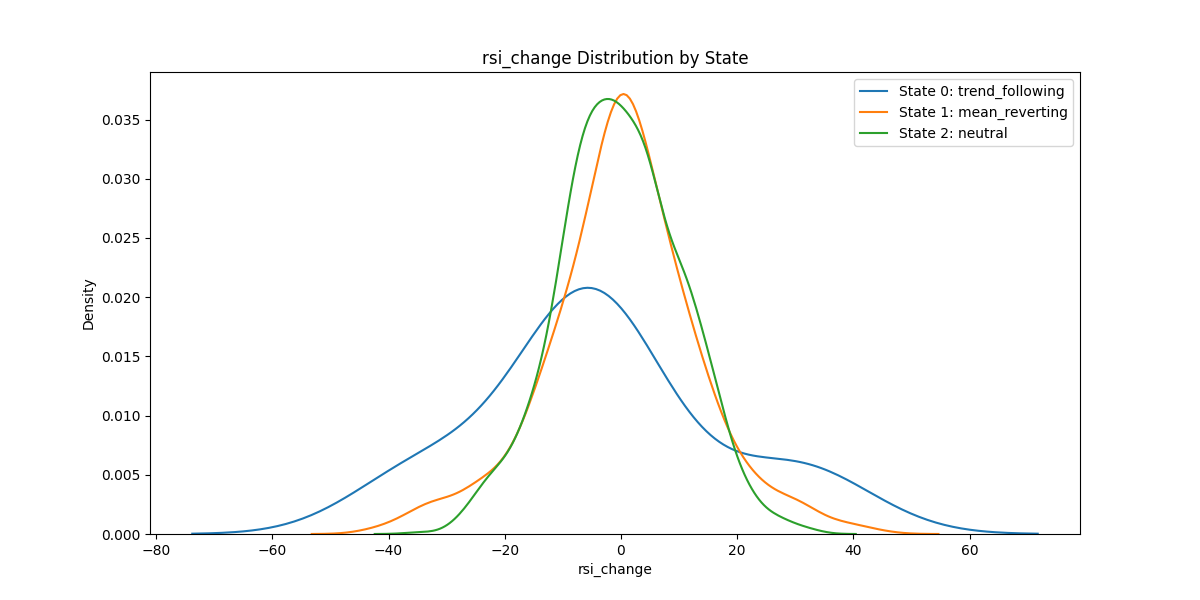 rsi_change Distribution by State
State 0: trend_following
State 1: mean_reverting
State 2: neutral
Density
0.035
0.030
0.025
0.020
0.015
0.010
0.005
0.000
−80 −60 −40 −20 0 20 40 60
rsi_change